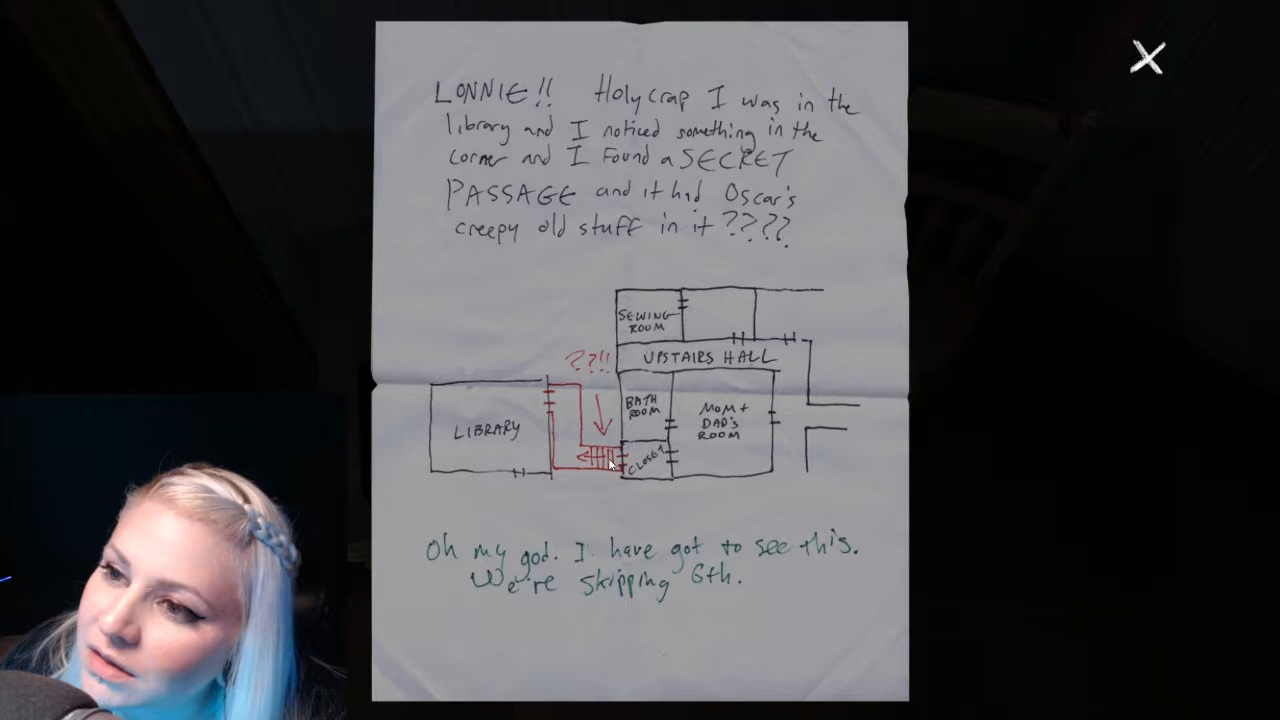 LONNIE!! Holy crap I was in the
library and I noticed something in the
corner and I found a SECRET
PASSAGE and it had Oscar's
creepy old stuff in it ????
SEWING
ROOM
UPSTAIRS HALL
??!!
BATH
ROOM
MOM +
DAD'S
ROOM
LIBRARY
CLOSET
Oh my god. I have got to see this.
We're skipping 6th.